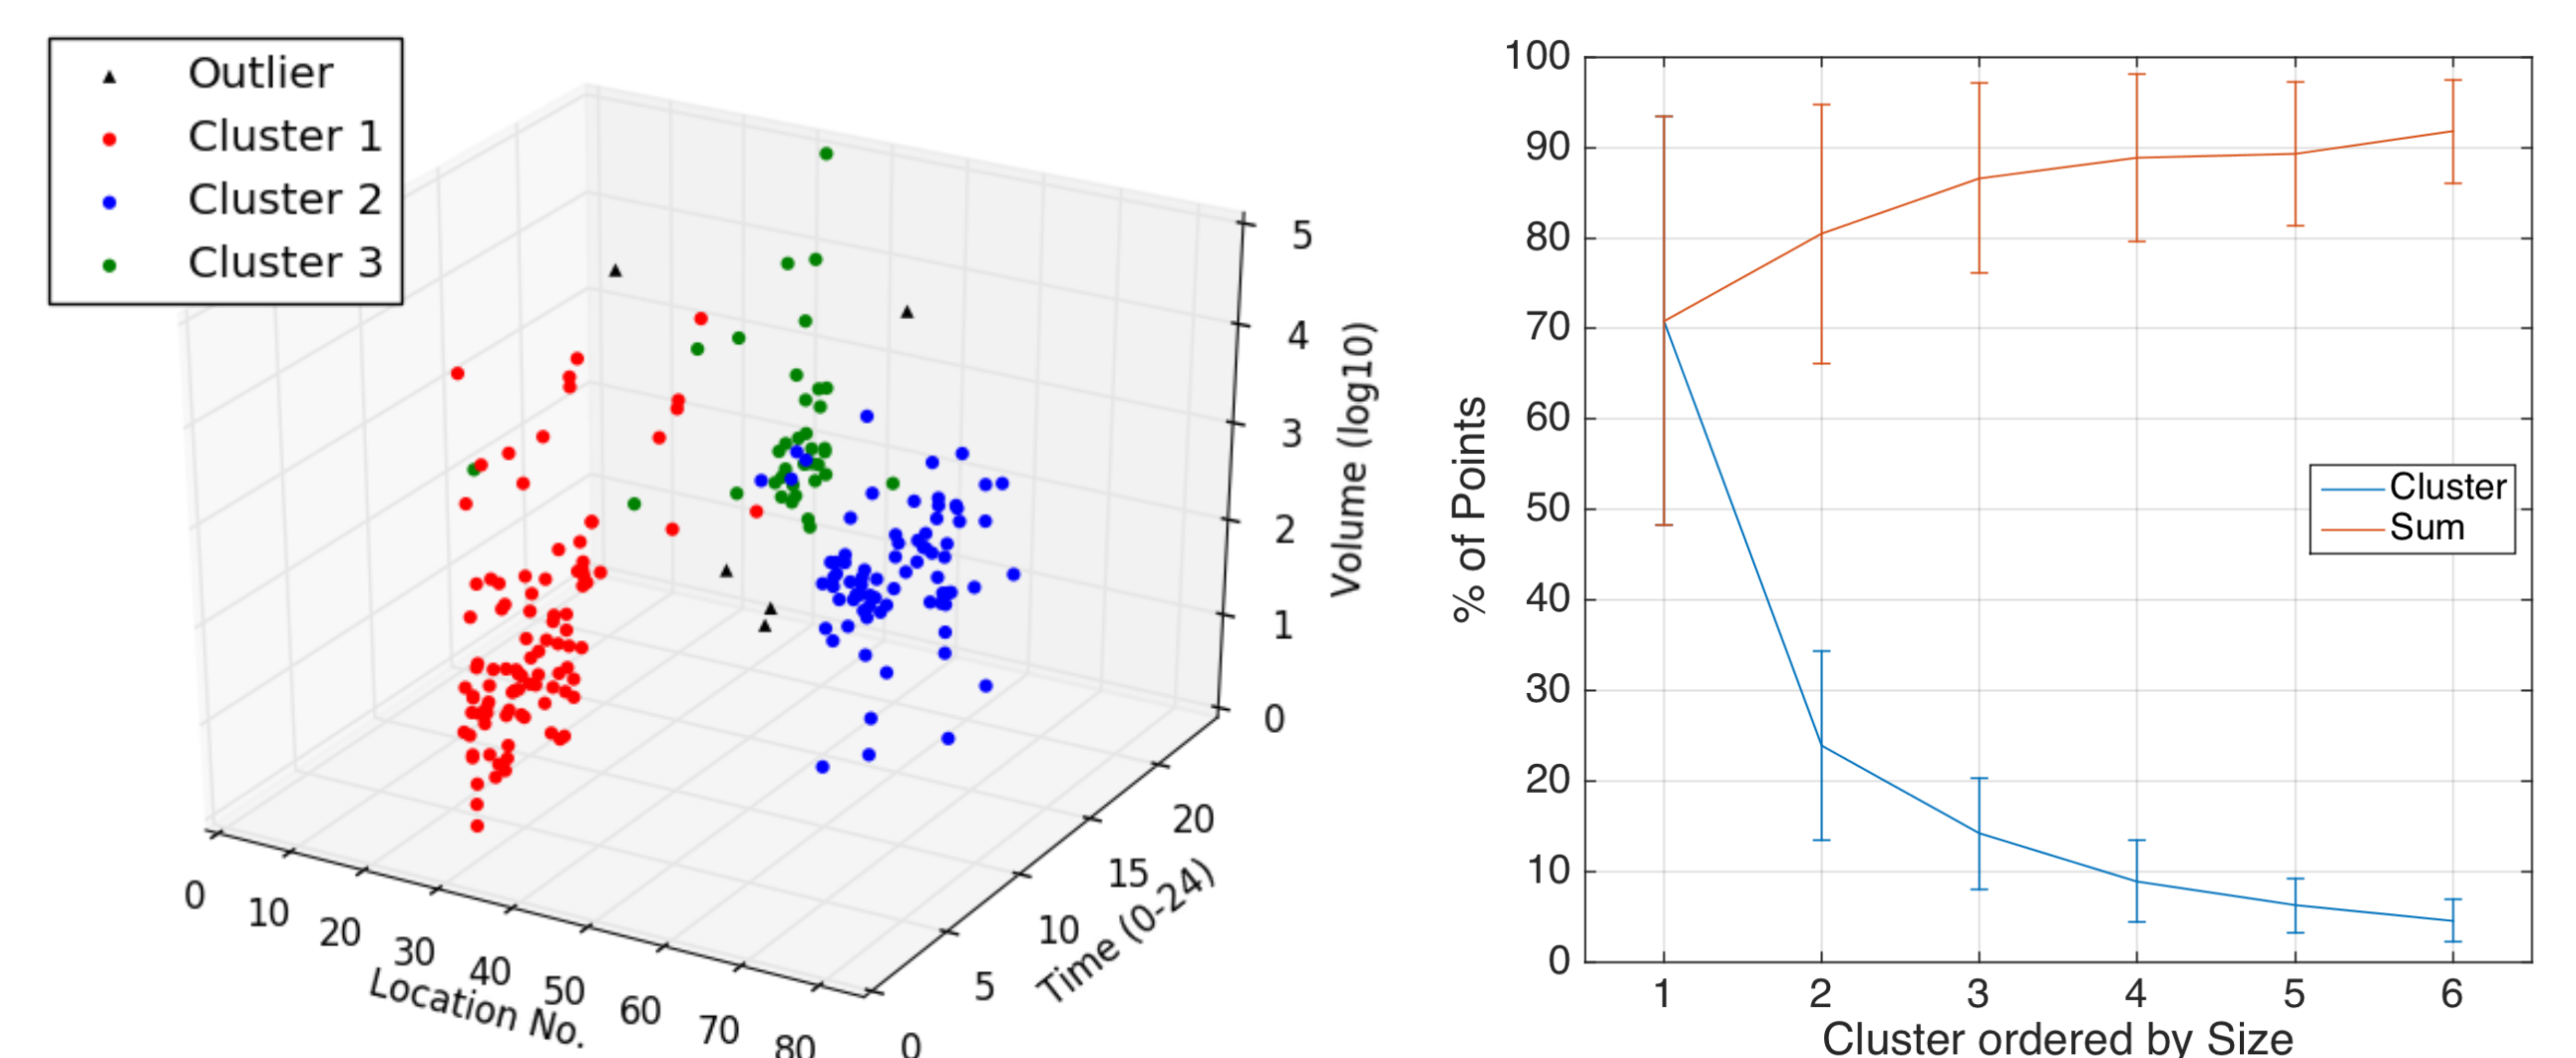 Outlier
Cluster 1
Cluster 2
Cluster 3
5
4
3
2
1
0
Volume (log10)
0
10
20
30
40
50
60
70
80
Location No.
0
5
10
15
20
Time (0-24)
100
90
80
70
60
50
40
30
20
10
0
% of Points
Cluster
Sum
1 2 3 4 5 6
Cluster ordered by Size